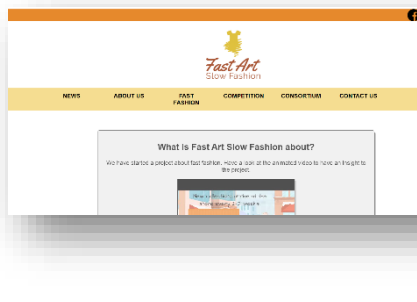 Fast Art
Slow Fashion
NEWS
ABOUT US
FAST FASHION
COMPETITION
CONSORTIUM
CONTACT US
What is Fast Art Slow Fashion about?
We have started a project about fast fashion. Have a look at the animated video to have an insight to
the project.